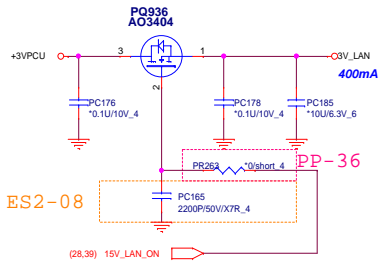 PQ936
AO3404
+3VPCU
3
1
3V_LAN
400mA
2
PC176
*0.1U/10V_4
PC178
*0.1U/10V_4
PC185
*10U/6.3V_6
PR263
*0/short_4
PP-36
ES2-08
PC165
2200P/50V/X7R_4
(28,39) 15V_LAN_ON